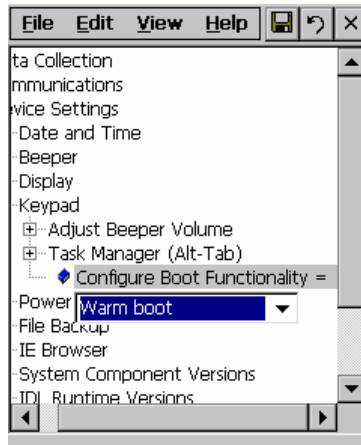 File Edit View Help
ta Collection
mmunications
vice Settings
Date and Time
Beeper
Display
Keypad
Adjust Beeper Volume
Task Manager (Alt-Tab)
Configure Boot Functionality =
Power
Warm boot
File Backup
IE Browser
System Component Versions
IDL Runtime Versions